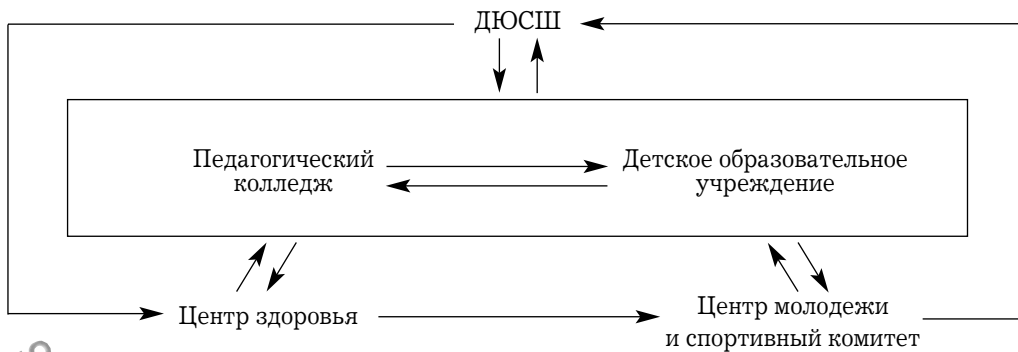 ДЮСШ
Педагогический
колледж
Детское образовательное
учреждение
Центр здоровья
Центр молодежи
и спортивный комитет